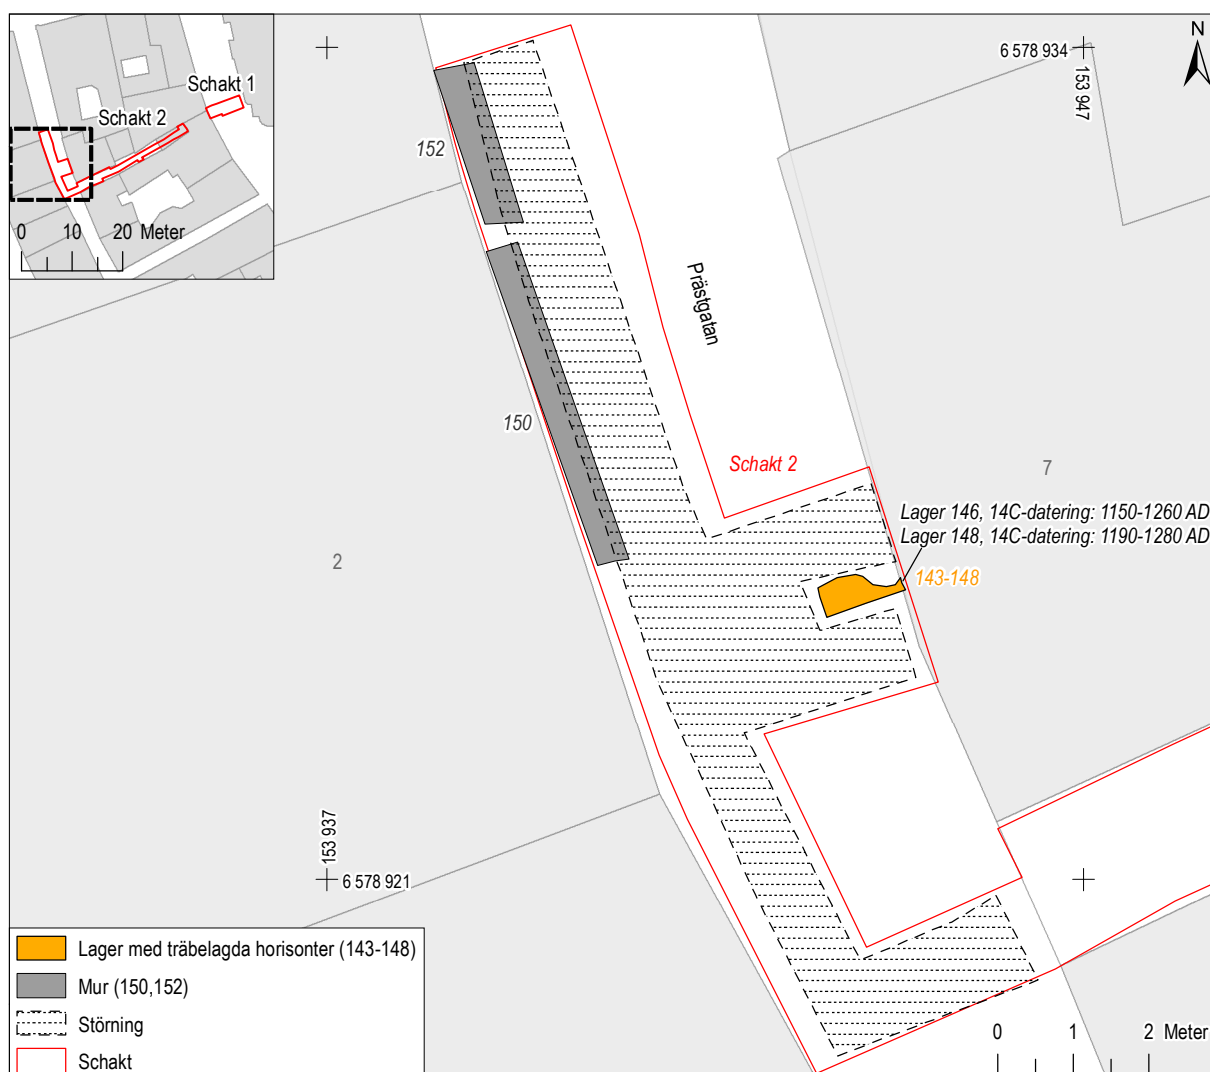 Schakt 1
Schakt 2
0 10 20 Meter
N
6 578 934
153 947
152
Prästgatan
150
Schakt 2
7
Lager 146, 14C-datering: 1150-1260 AD
Lager 148, 14C-datering: 1190-1280 AD
2
143-148
153 937
6 578 921
Lager med träbelagda horisonter (143-148)
Mur (150,152)
Störning
Schakt
0 1 2 Meter